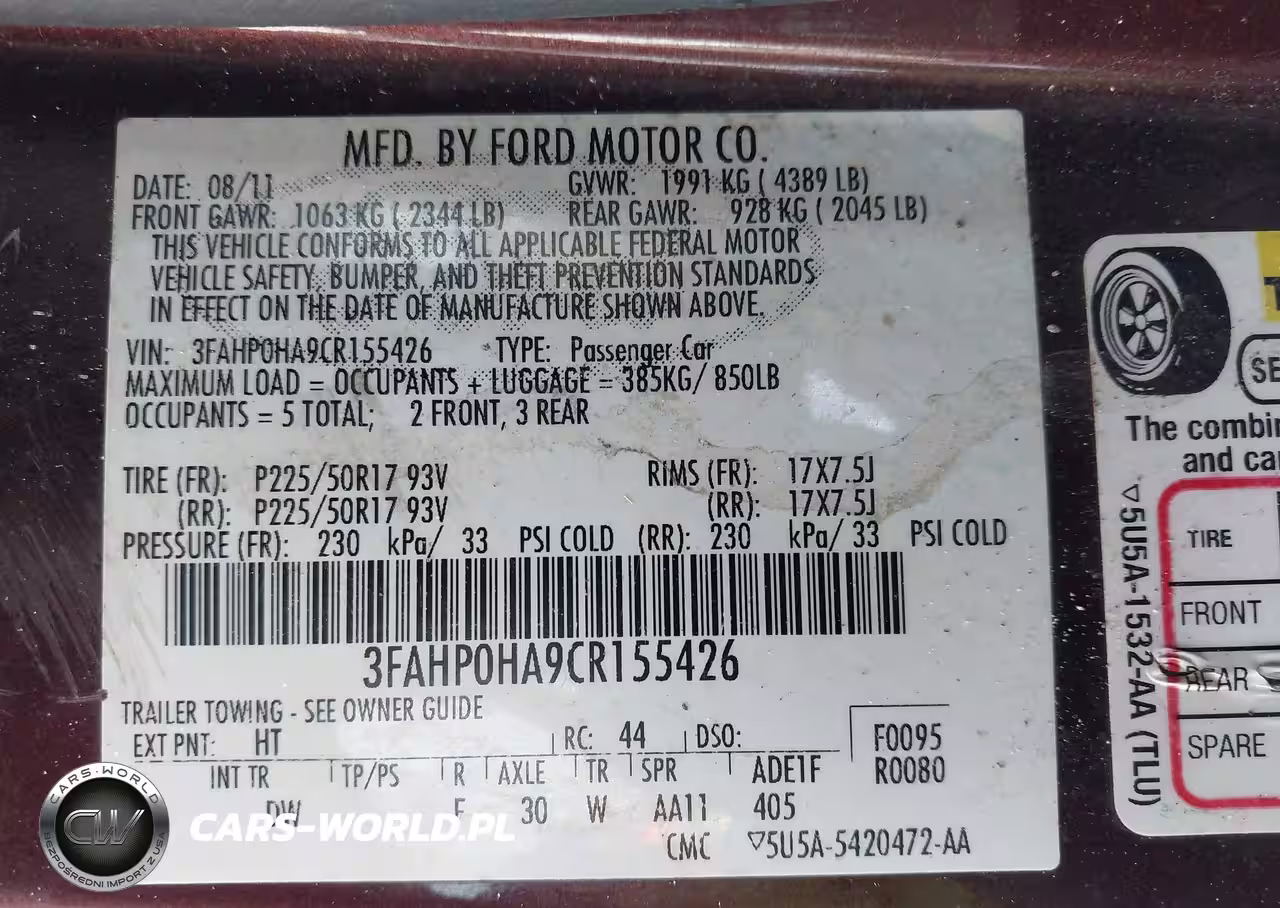 MFD. BY FORD MOTOR CO.
DATE: 08/11 GVWR: 1991 KG ( 4389 LB)
FRONT GAWR: 1063 KG ( 2344 LB) REAR GAWR: 928 KG ( 2045 LB)
THIS VEHICLE CONFORMS TO ALL APPLICABLE FEDERAL MOTOR
VEHICLE SAFETY, BUMPER, AND THEFT PREVENTION STANDARDS
IN EFFECT ON THE DATE OF MANUFACTURE SHOWN ABOVE.
VIN: 3FAHP0HA9CR155426 TYPE: Passenger Car
MAXIMUM LOAD = OCCUPANTS + LUGGAGE = 385KG/ 850LB
OCCUPANTS = 5 TOTAL; 2 FRONT, 3 REAR
TIRE (FR): P225/50R17 93V RIMS (FR): 17X7.5J
(RR): P225/50R17 93V (RR): 17X7.5J
PRESSURE (FR): 230 kPa/ 33 PSI COLD (RR): 230 kPa/ 33 PSI COLD
3FAHP0HA9CR155426
TRAILER TOWING - SEE OWNER GUIDE
EXT PNT: HT RC: 44 DSO: F0095
INT TR TP/PS R AXLE TR SPR ADE1F R0080
DW F 30 W AA11 405
CMC ▽5U5A-5420472-AA
The combin
and ca
TIRE
FRONT
REAR
SPARE
▽5U5A-1532-AA (TLU)
CARS-WORLD
CW
BEZPOŚREDNI IMPORT Z USA
CARS-WORLD.PL